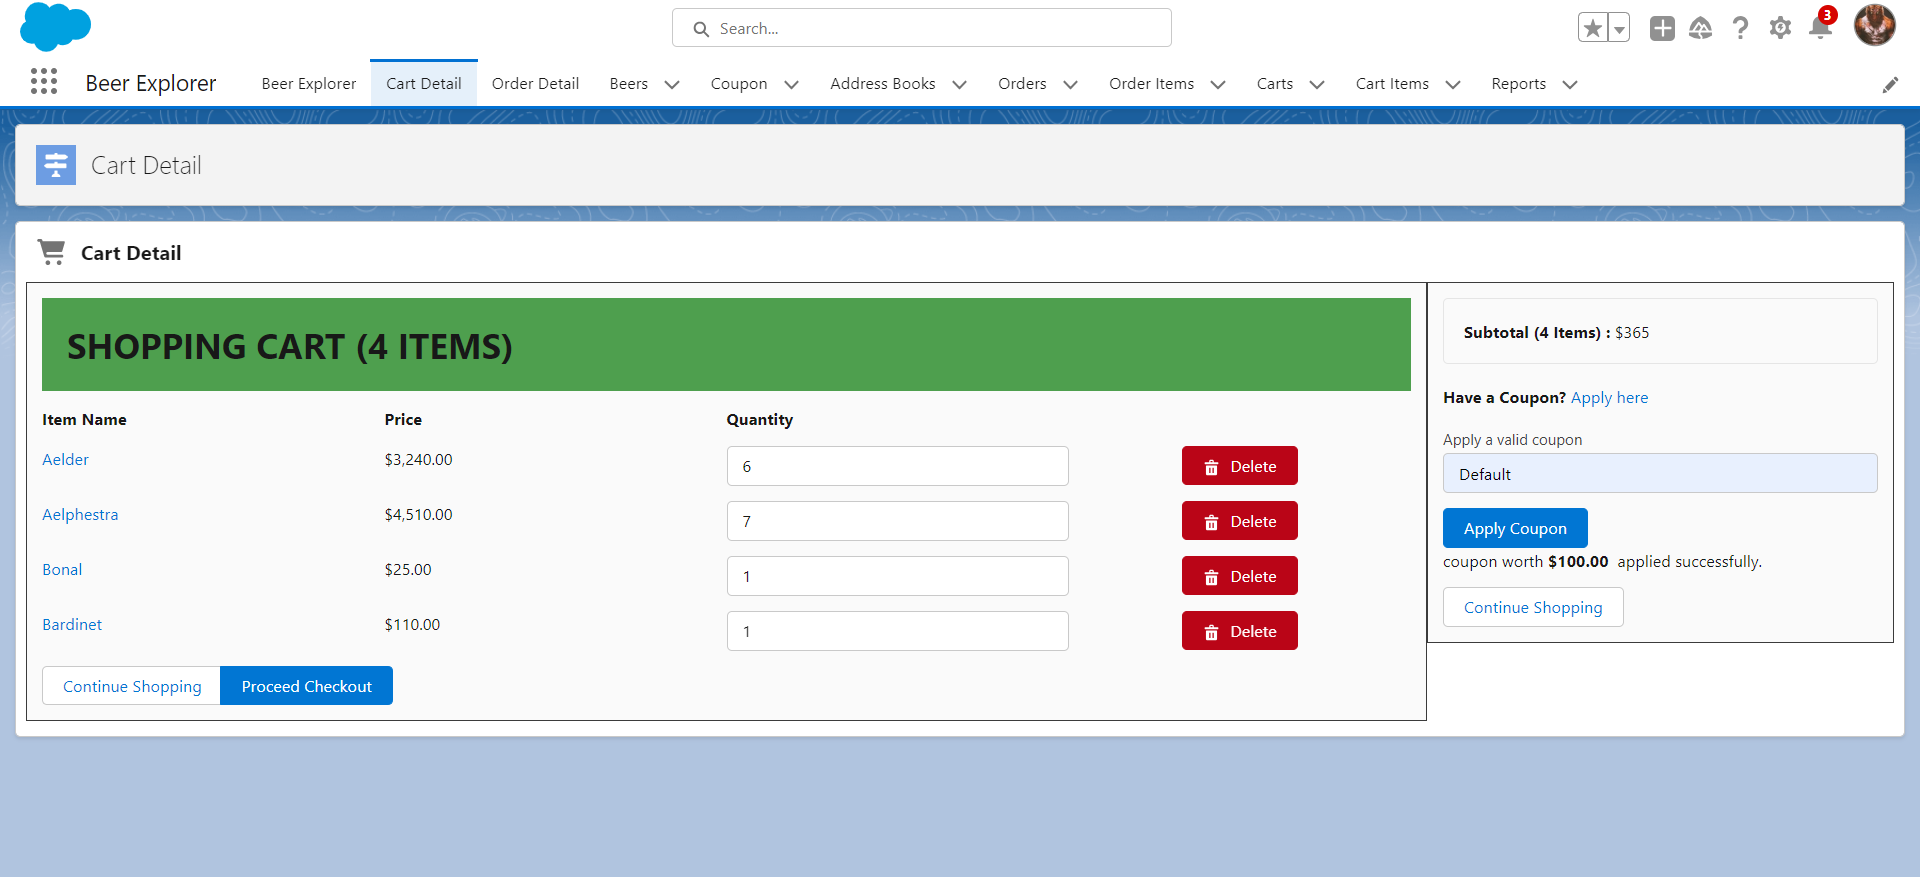 Search...
3
Beer Explorer
Beer Explorer Cart Detail Order Detail Beers Coupon Address Books Orders Order Items Carts Cart Items Reports
Cart Detail
Cart Detail
SHOPPING CART (4 ITEMS)
Item Name Price Quantity
Aelder $3,240.00 6 Delete
Aelphestra $4,510.00 7 Delete
Bonal $25.00 1 Delete
Bardinet $110.00 1 Delete
Continue Shopping Proceed Checkout
Subtotal (4 Items) : $365
Have a Coupon? Apply here
Apply a valid coupon
Default
Apply Coupon
coupon worth $100.00 applied successfully.
Continue Shopping